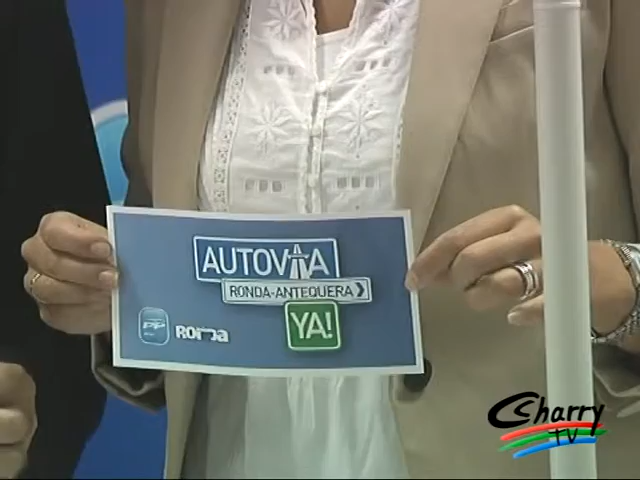 AUTOVIA
RONDA-ANTEQUERA
YA!
PP Ronda
Charry
TV